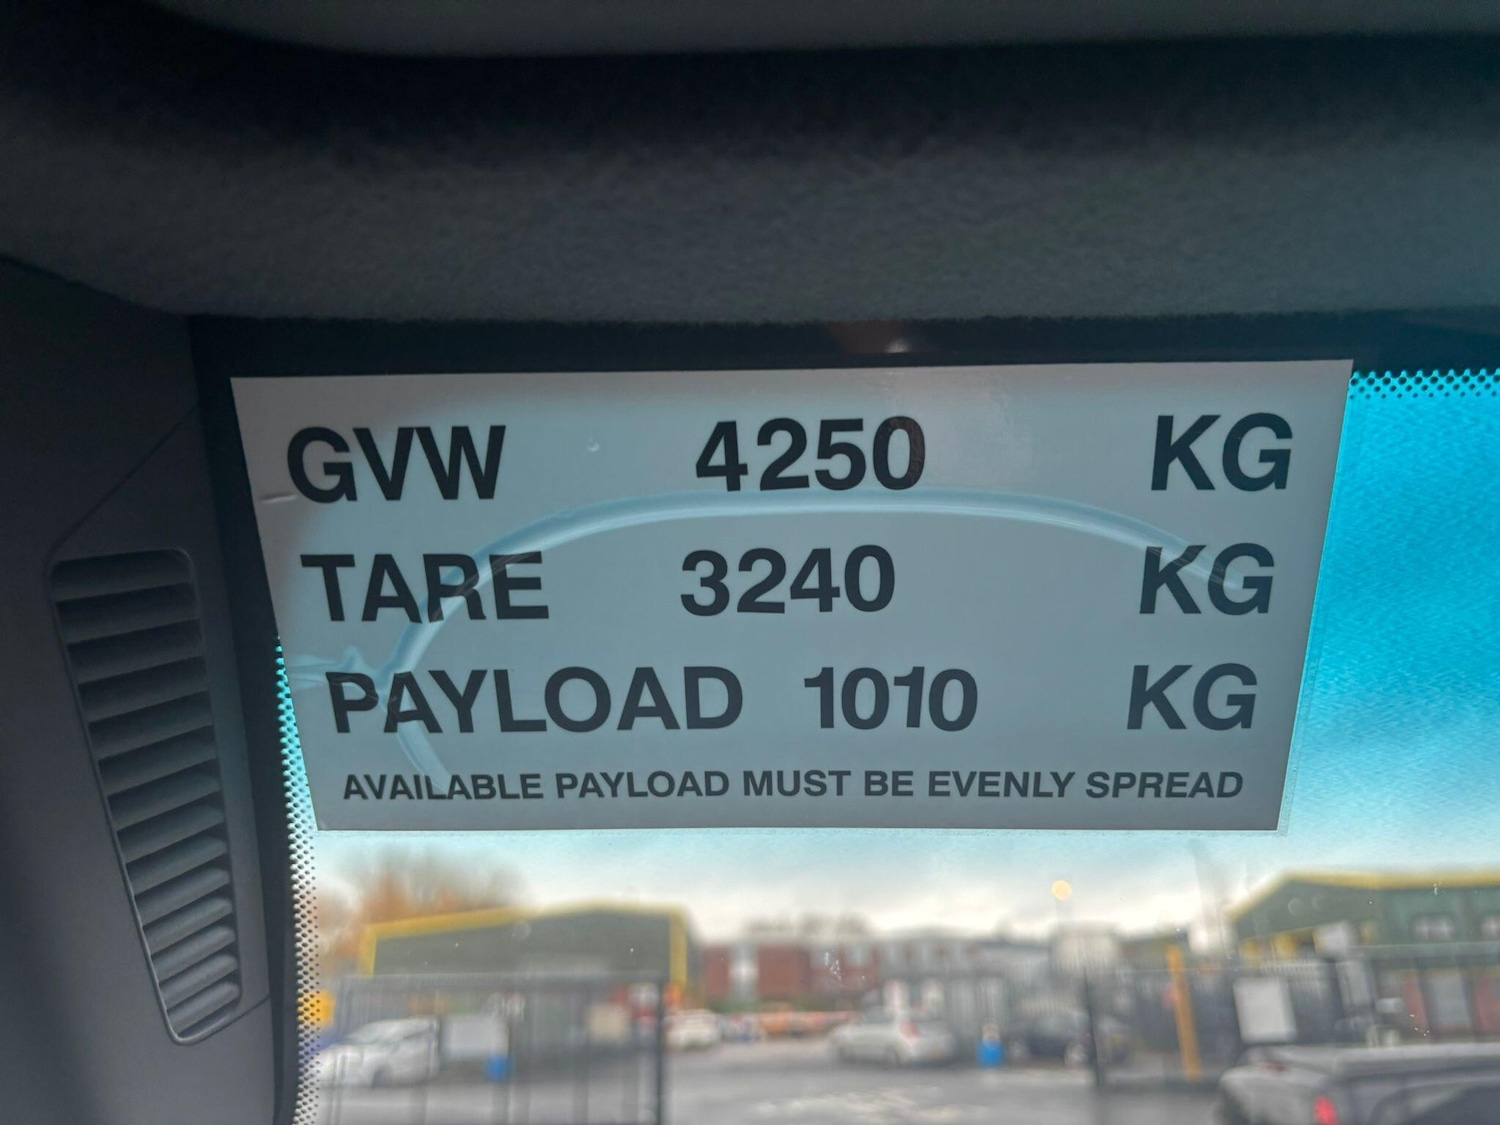 GVW 4250 KG
TARE 3240 KG
PAYLOAD 1010 KG
AVAILABLE PAYLOAD MUST BE EVENLY SPREAD